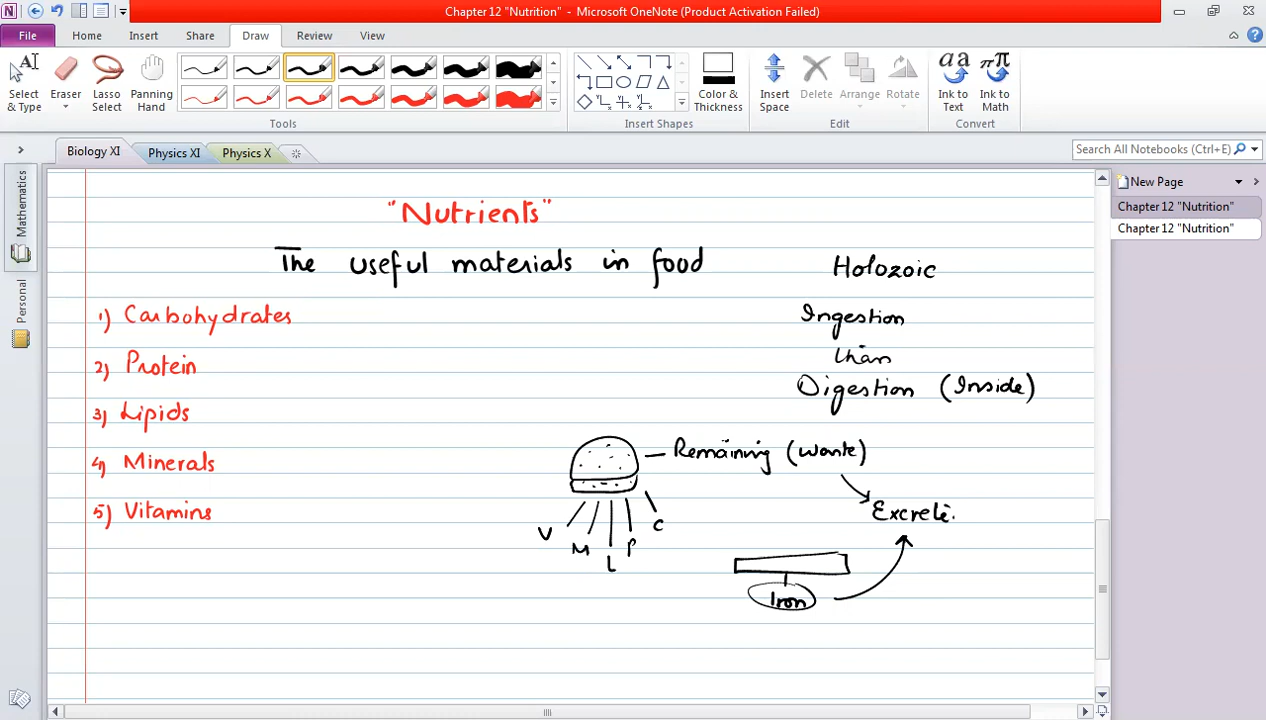 Chapter 12 "Nutrition" - Microsoft OneNote (Product Activation Failed)
File Home Insert Share Draw Review View
Select & Type
Eraser
Lasso Select
Panning Hand
Color & Thickness
Insert Space
Delete
Arrange
Rotate
Ink to Text
Ink to Math
Tools
Insert Shapes
Edit
Convert
Biology XI Physics XI Physics X
Search All Notebooks (Ctrl+E)
Mathematics
Personal
New Page
Chapter 12 "Nutrition"
Chapter 12 "Nutrition"
"Nutrients"
The useful materials in food
1) Carbohydrates
2) Protein
3) Lipids
4) Minerals
5) Vitamins
Holozoic
Ingestion
than
Digestion (Inside)
Remaining (Waste)
Excrete.
V M L P C
Iron